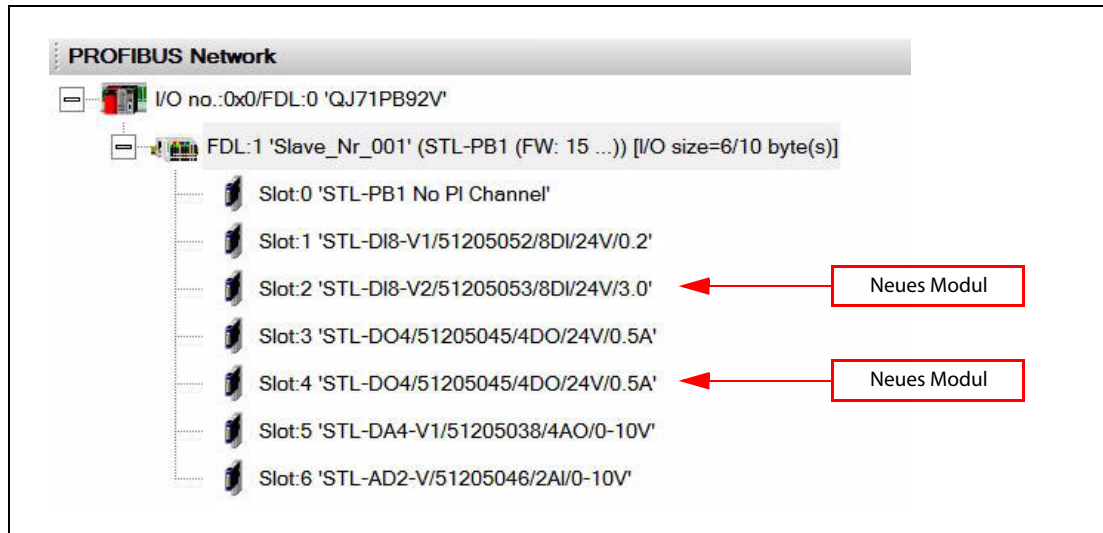 PROFIBUS Network
I/O no.:0x0/FDL:0 'QJ71PB92V'
FDL:1 'Slave_Nr_001' (STL-PB1 (FW: 15 ...)) [I/O size=6/10 byte(s)]
Slot:0 'STL-PB1 No PI Channel'
Slot:1 'STL-DI8-V1/51205052/8DI/24V/0.2'
Slot:2 'STL-DI8-V2/51205053/8DI/24V/3.0' Neues Modul
Slot:3 'STL-DO4/51205045/4DO/24V/0.5A'
Slot:4 'STL-DO4/51205045/4DO/24V/0.5A' Neues Modul
Slot:5 'STL-DA4-V1/51205038/4AO/0-10V'
Slot:6 'STL-AD2-V/51205046/2AI/0-10V'